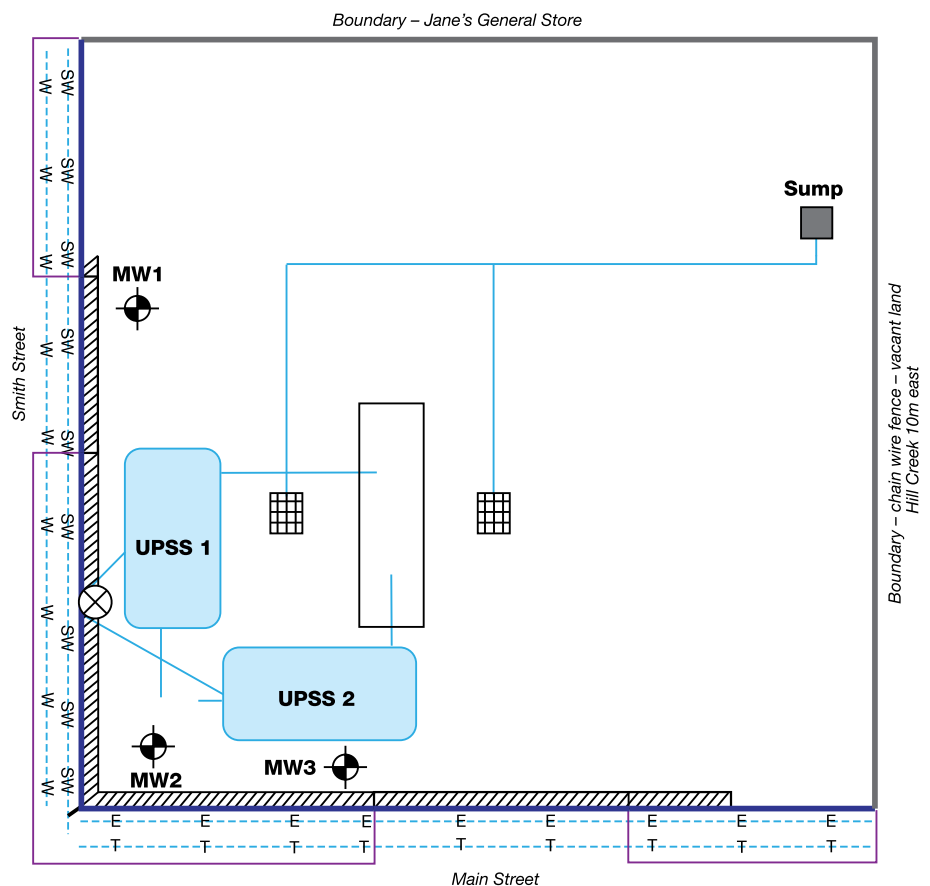 Boundary – Jane's General Store
W SW
W SW
Sump
W SW
MW1
W SW
Smith Street
Boundary – chain wire fence – vacant land
Hill Creek 10m east
W SW
W SW
UPSS 1
W SW
W SW
UPSS 2
MW3
MW2
W SW
E E E E E E E E E
T T T T T T T T T
Main Street